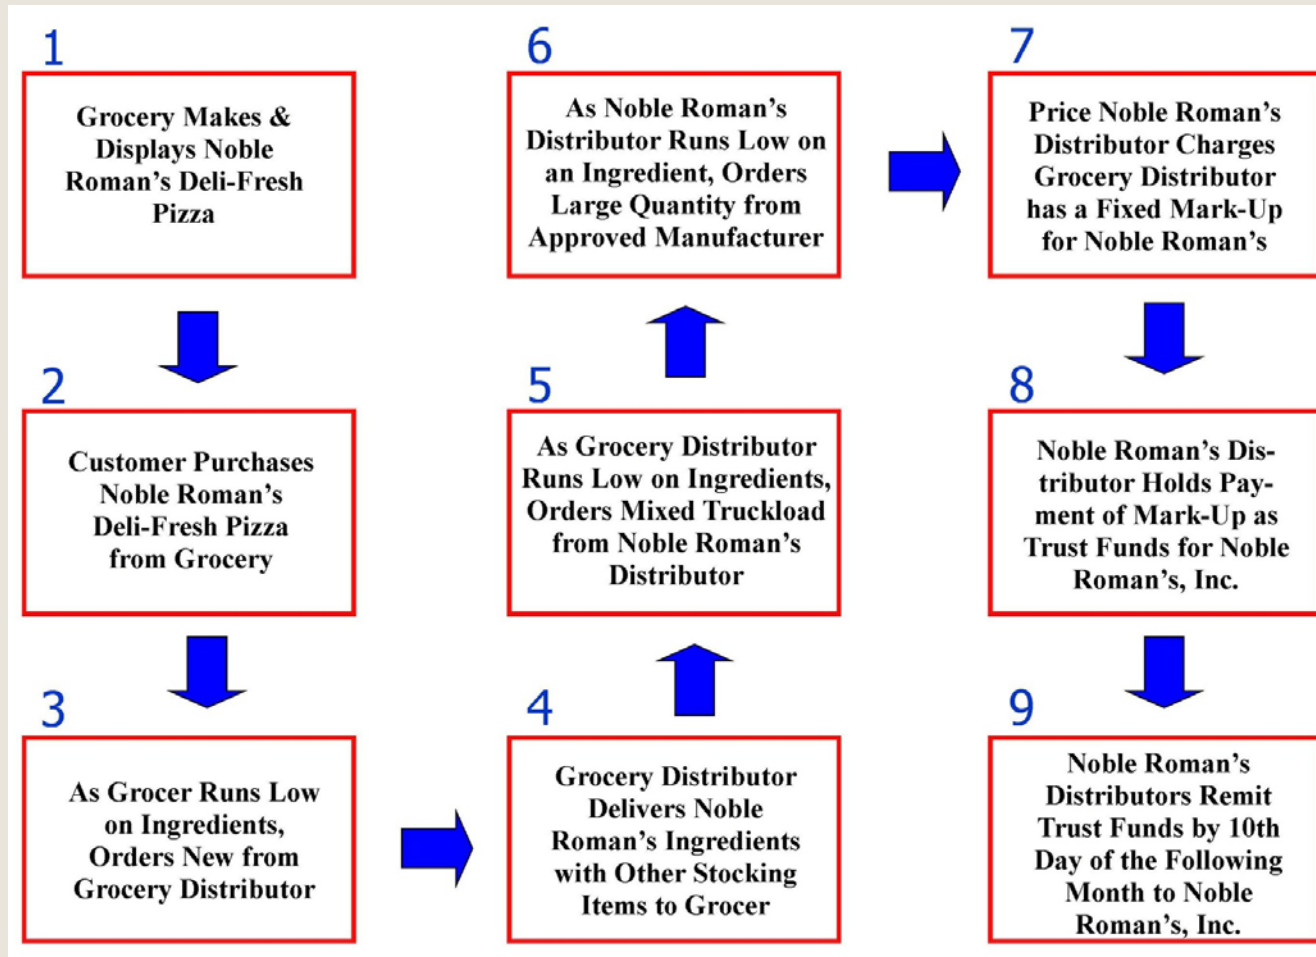 1
Grocery Makes &
Displays Noble
Roman's Deli-Fresh
Pizza
2
Customer Purchases
Noble Roman's
Deli-Fresh Pizza
from Grocery
3
As Grocer Runs Low
on Ingredients,
Orders New from
Grocery Distributor
4
Grocery Distributor
Delivers Noble
Roman's Ingredients
with Other Stocking
Items to Grocer
5
As Grocery Distributor
Runs Low on Ingredients,
Orders Mixed Truckload
from Noble Roman's
Distributor
6
As Noble Roman's
Distributor Runs Low on
an Ingredient, Orders
Large Quantity from
Approved Manufacturer
7
Price Noble Roman's
Distributor Charges
Grocery Distributor
has a Fixed Mark-Up
for Noble Roman's
8
Noble Roman's Dis-
tributor Holds Pay-
ment of Mark-Up as
Trust Funds for Noble
Roman's, Inc.
9
Noble Roman's
Distributors Remit
Trust Funds by 10th
Day of the Following
Month to Noble
Roman's, Inc.